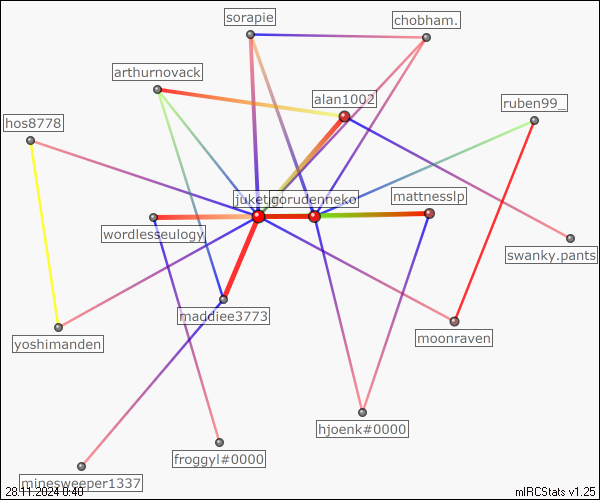 sorapie
chobham.
arthurnovack
alan1002
ruben99_
hos8778
gorudenneko
mattnesslp
wordlesseulogy
swanky.pants
maddiee3773
moonraven
yoshimanden
hjoenk#0000
froggyl#0000
minesweeper1337
28.11.2024 0:40
mIRCStats v1.25